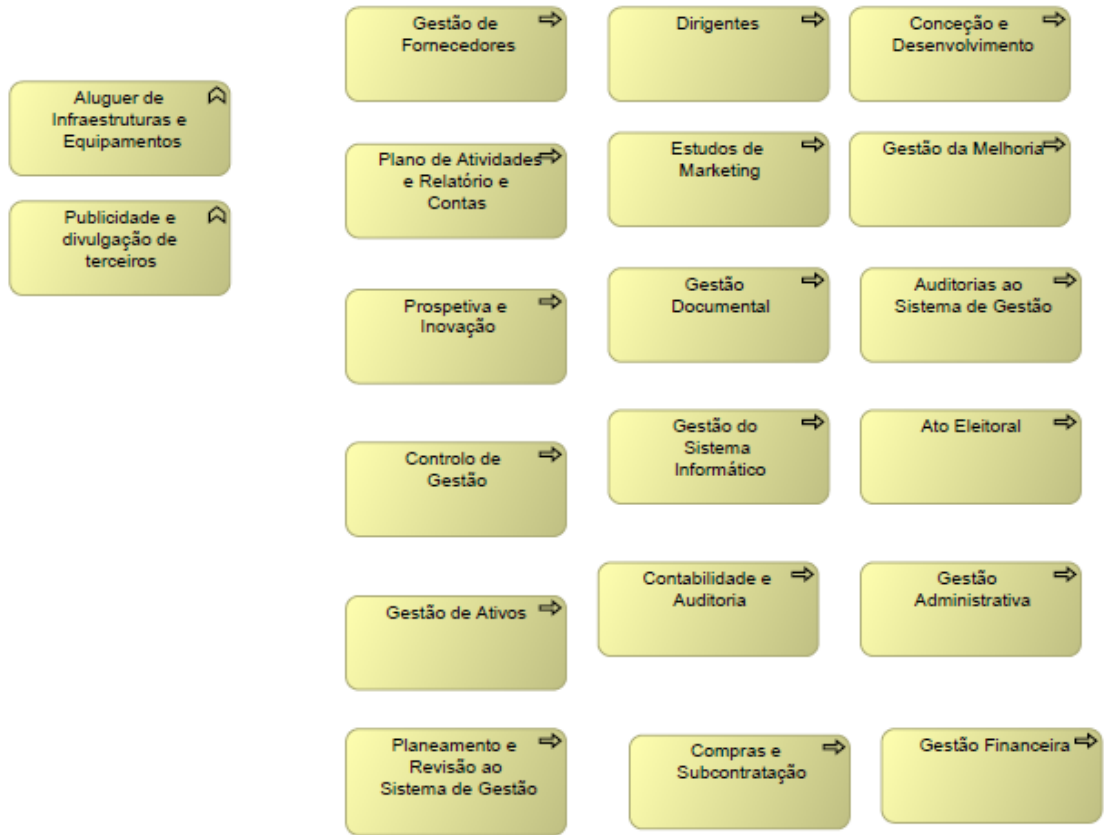 Gestão de
Fornecedores
Dirigentes
Conceção e
Desenvolvimento
Aluguer de
Infraestruturas e
Equipamentos
Plano de Atividades
e Relatório e
Contas
Estudos de
Marketing
Gestão da Melhoria
Publicidade e
divulgação de
terceiros
Prospetiva e
Inovação
Gestão
Documental
Auditorias ao
Sistema de Gestão
Controlo de
Gestão
Gestão do
Sistema
Informático
Ato Eleitoral
Gestão de Ativos
Contabilidade e
Auditoria
Gestão
Administrativa
Planeamento e
Revisão ao
Sistema de Gestão
Compras e
Subcontratação
Gestão Financeira